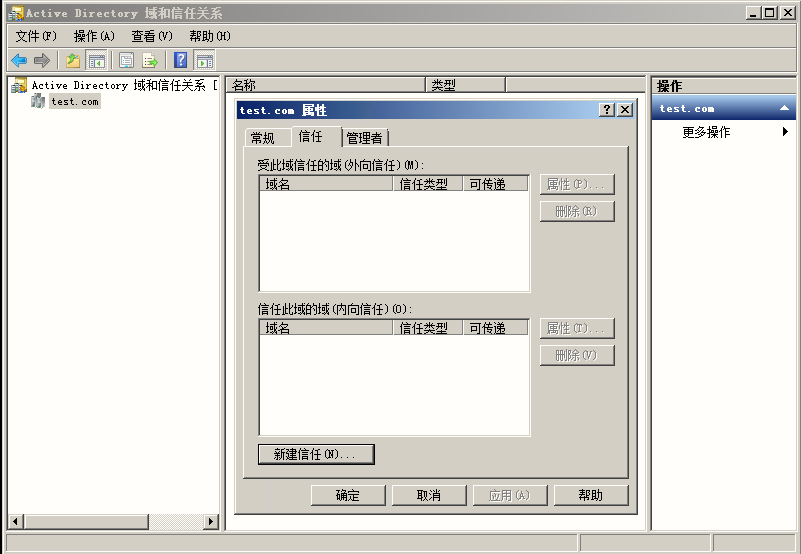 Active Directory 域和信任关系
文件(F) 操作(A) 查看(V) 帮助(H)
Active Directory 域和信任关系 [
test.com
名称 类型
test.com 属性
常规 信任 管理者
受此域信任的域(外向信任)(M):
域名 信任类型 可传递
属性(P)...
删除(R)
信任此域的域(内向信任)(O):
域名 信任类型 可传递
属性(T)...
删除(V)
新建信任(N)...
确定 取消 应用(A) 帮助
操作
test.com
更多操作